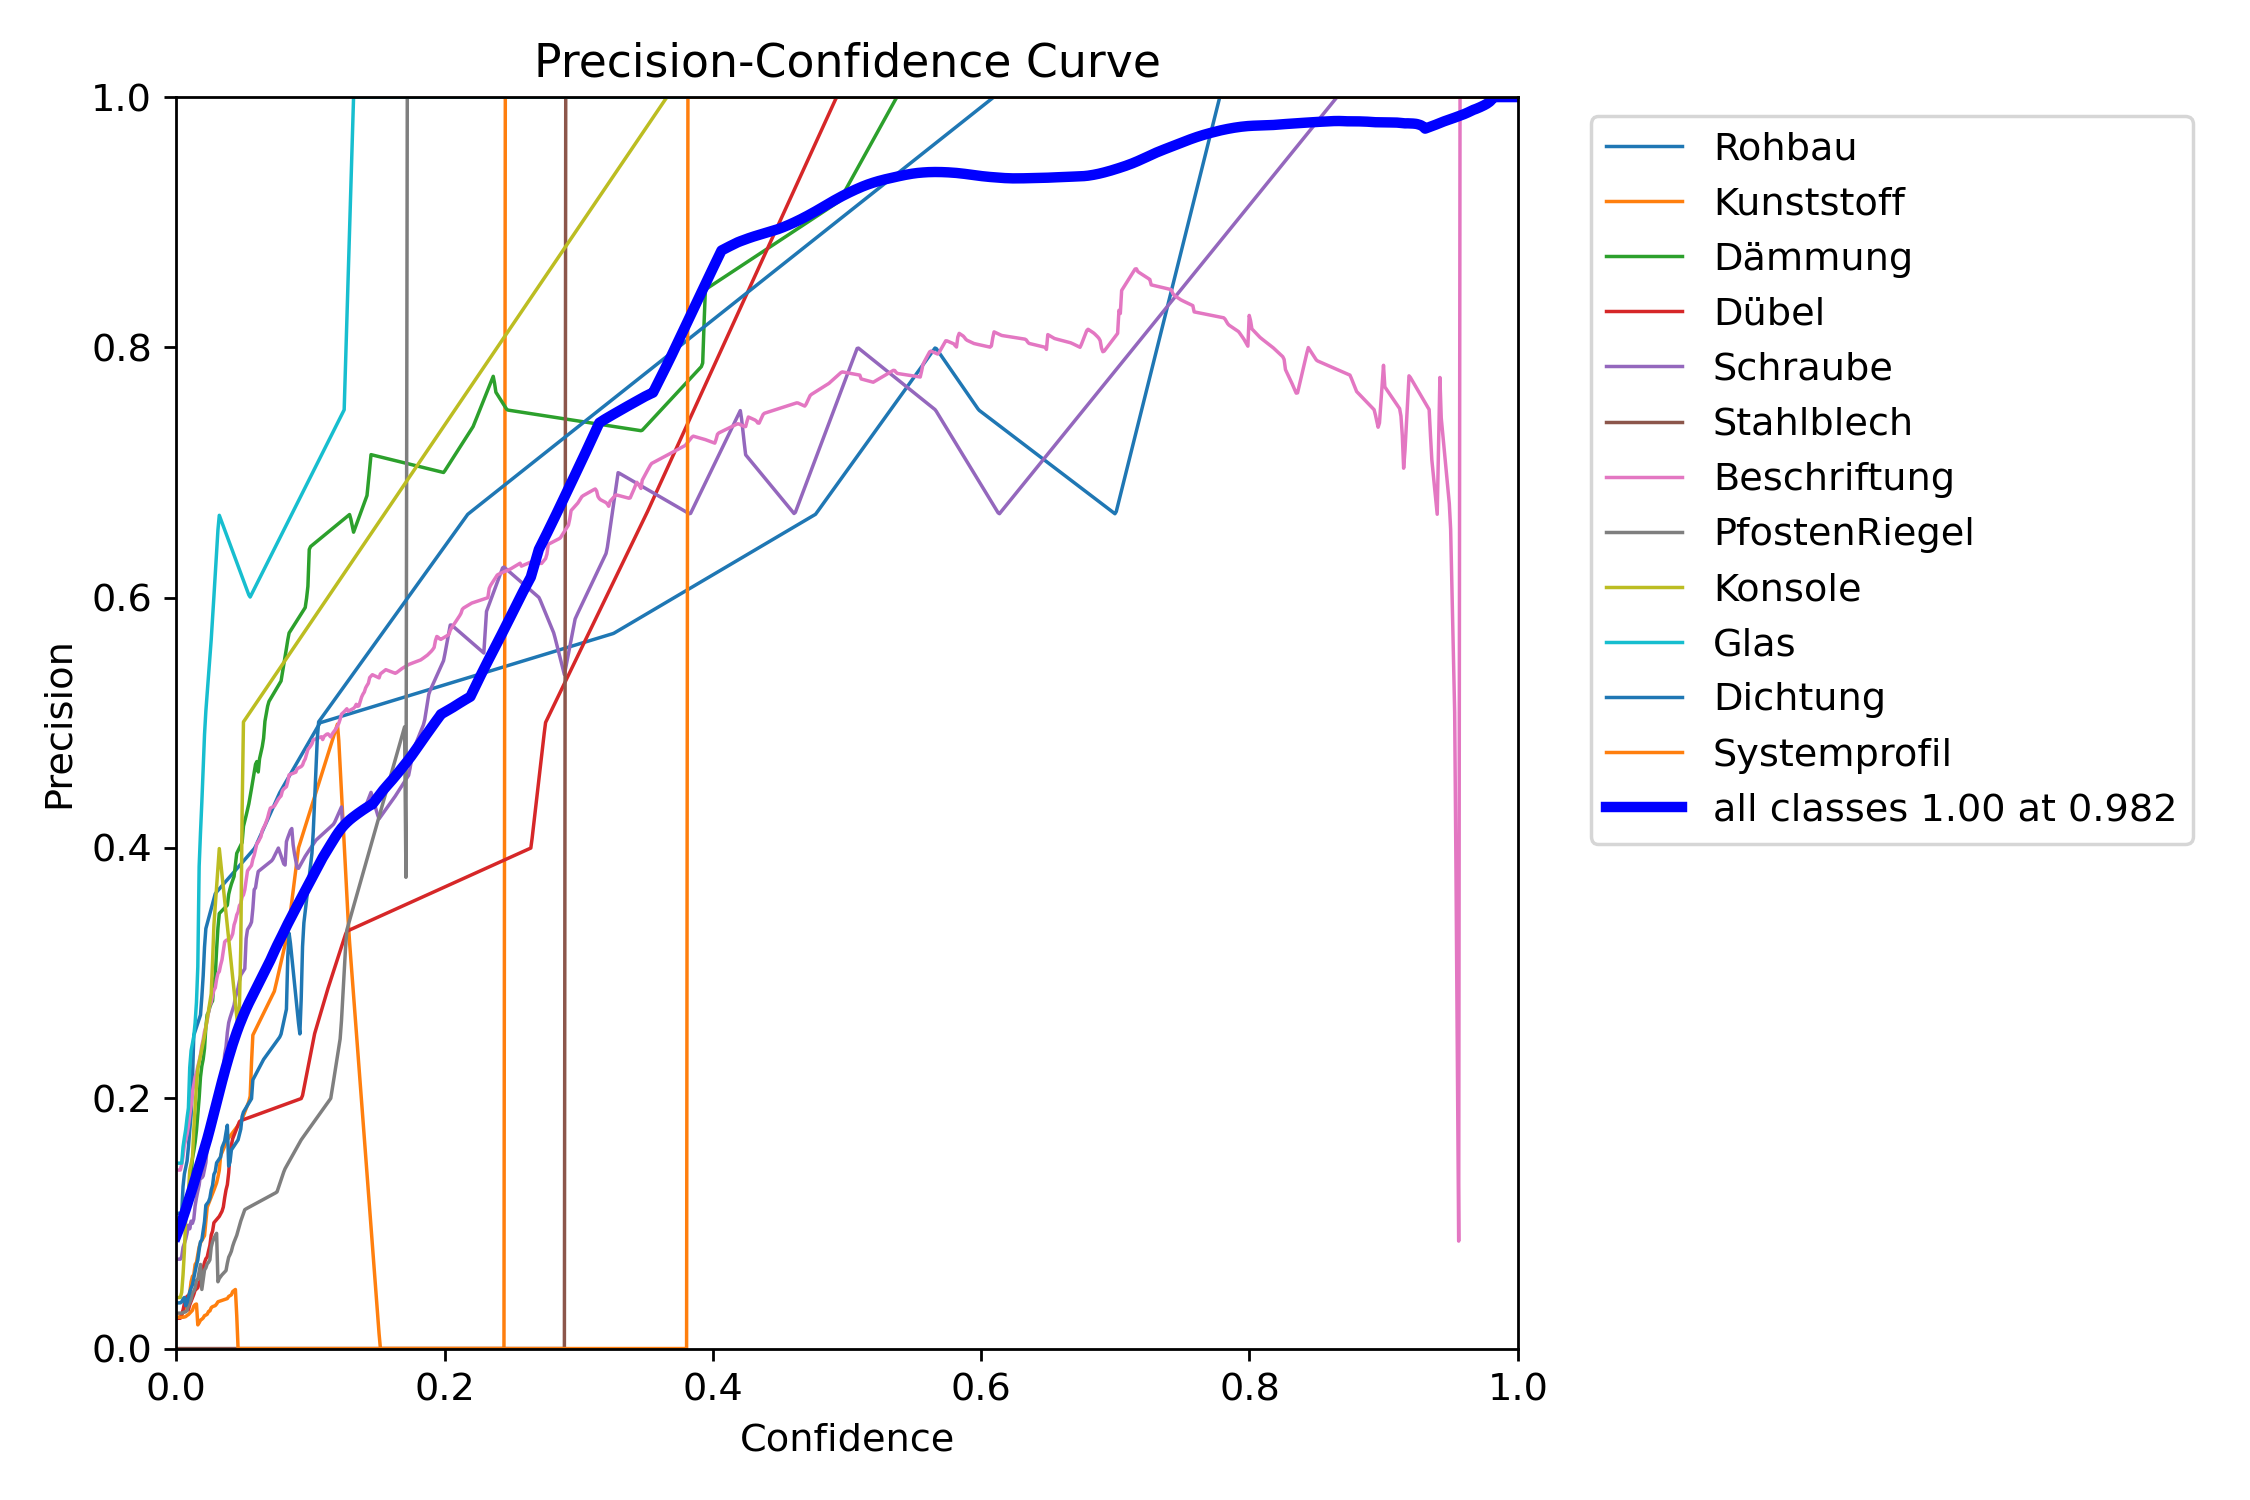 Precision-Confidence Curve
1.0
0.8
0.6
0.4
0.2
0.0
Precision
0.0 0.2 0.4 0.6 0.8 1.0
Confidence
Rohbau
Kunststoff
Dämmung
Dübel
Schraube
Stahlblech
Beschriftung
PfostenRiegel
Konsole
Glas
Dichtung
Systemprofil
all classes 1.00 at 0.982